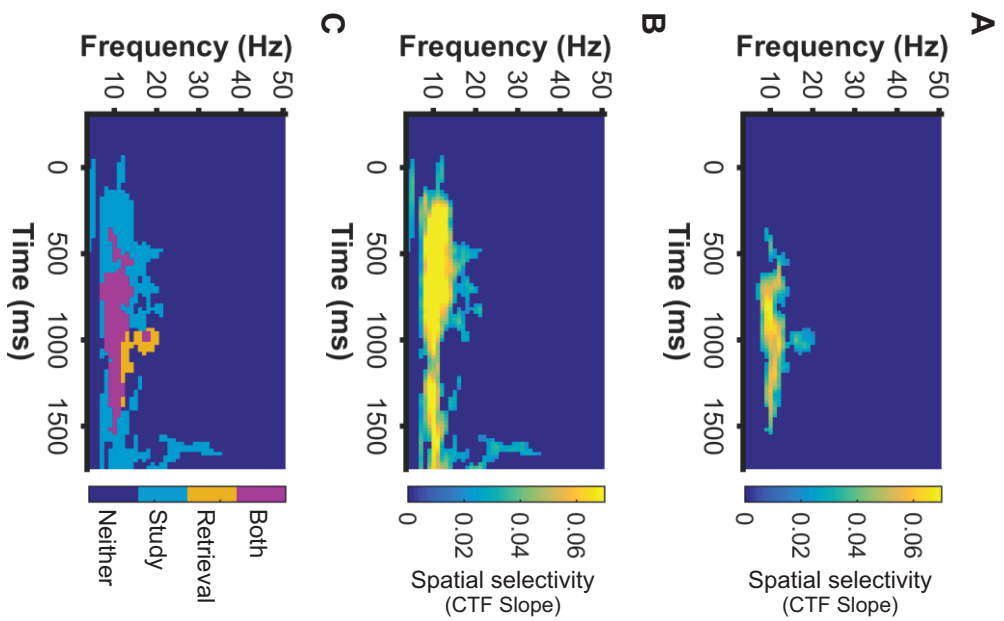 A
Frequency (Hz)
50
40
30
20
10
0
500
1000
1500
Time (ms)
0
0.02
0.04
0.06
Spatial selectivity
(CTF Slope)
B
Frequency (Hz)
50
40
30
20
10
0
500
1000
1500
Time (ms)
0
0.02
0.04
0.06
Spatial selectivity
(CTF Slope)
C
Frequency (Hz)
50
40
30
20
10
0
500
1000
1500
Time (ms)
Both
Retrieval
Study
Neither